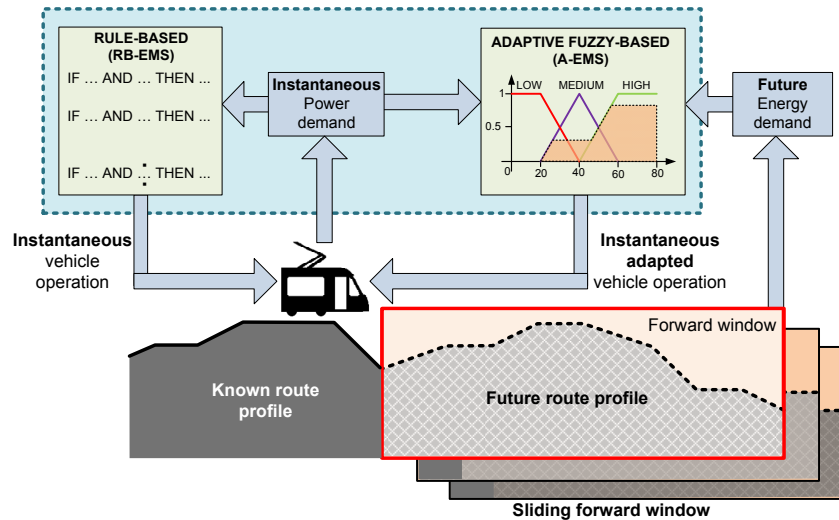 RULE-BASED
(RB-EMS)
IF ... AND ... THEN ...
IF ... AND ... THEN ...
IF ... AND ... THEN ...
Instantaneous
Power
demand
ADAPTIVE FUZZY-BASED
(A-EMS)
LOW MEDIUM HIGH
1
0.5
0 20 40 60 80
Future
Energy
demand
Instantaneous
vehicle
operation
Instantaneous
adapted
vehicle operation
Forward window
Known route
profile
Future route profile
Sliding forward window